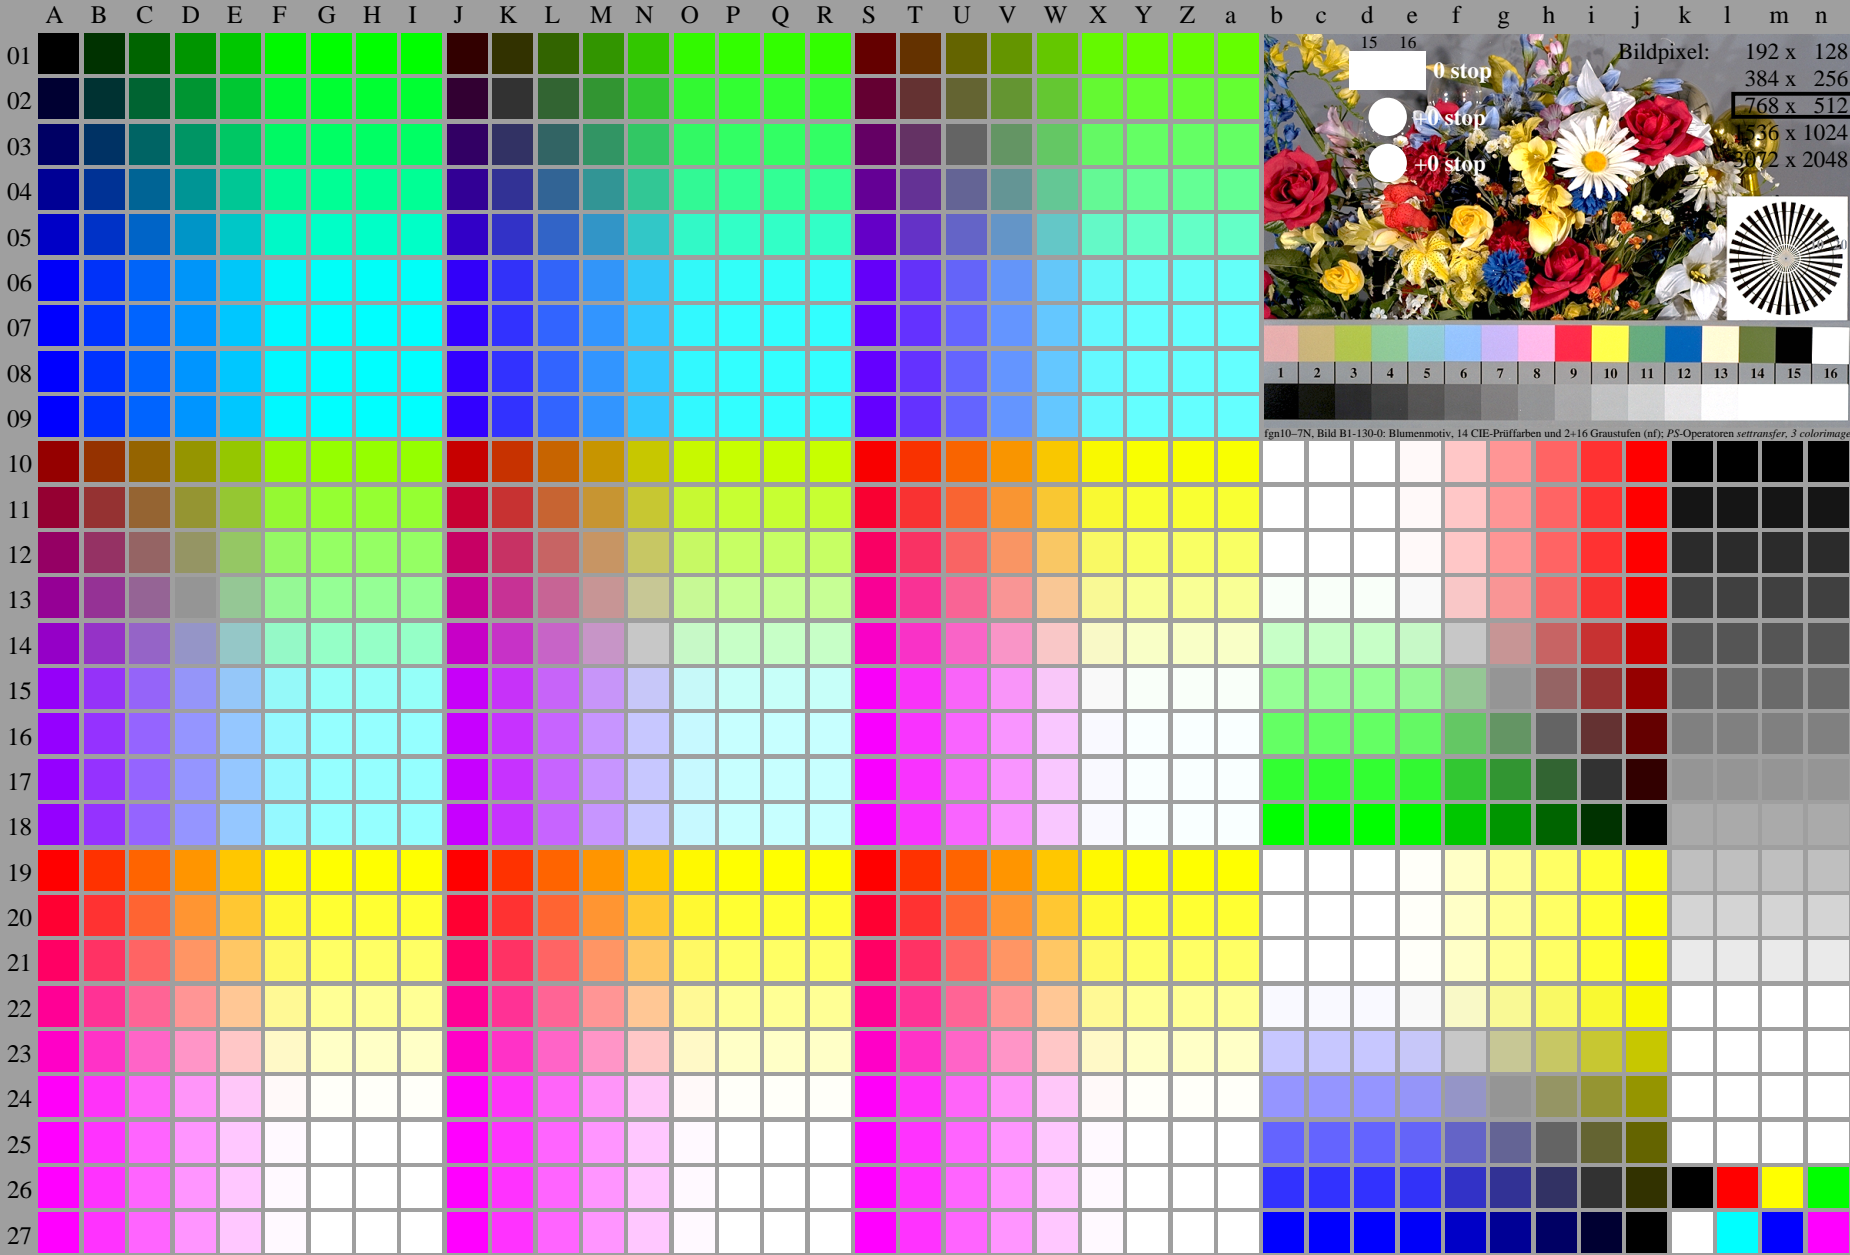 A B C D E F G H I J K L M N O P Q R S T U V W X Y Z a b c d e f g h i j k l m n
01
02
03
04
05
06
07
08
09
10
11
12
13
14
15
16
17
18
19
20
21
22
23
24
25
26
27
15 16
0 stop
+0 stop
+0 stop
Bildpixel: 192 x 128
384 x 256
768 x 512
1536 x 1024
3072 x 2048
1 2 3 4 5 6 7 8 9 10 11 12 13 14 15 16
fgn10–7N, Bild B1-130-0: Blumenmotiv, 14 CIE-Prüffarben und 2+16 Graustufen (nf); PS-Operatoren settransfer, 3 colorimage